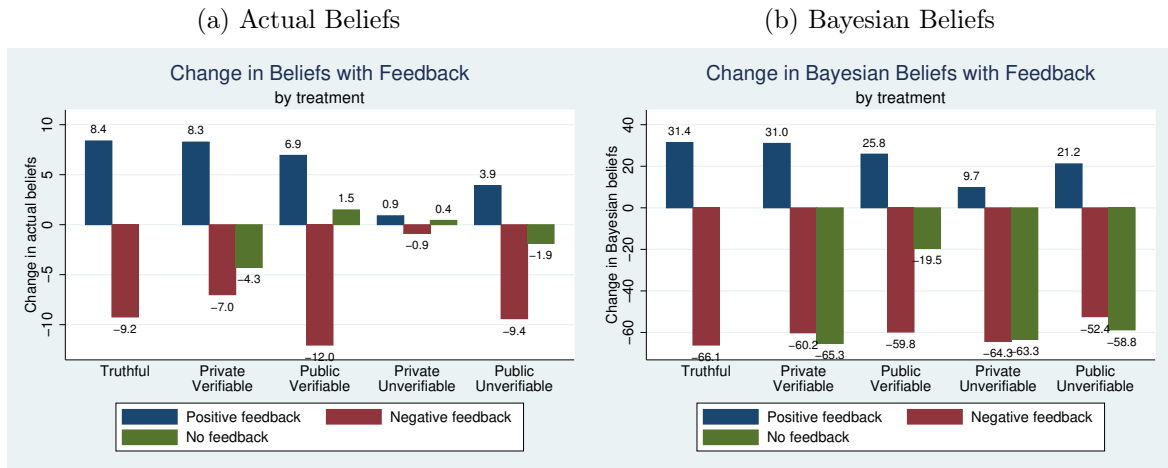 (a) Actual Beliefs
Change in Beliefs with Feedback
by treatment
Change in actual beliefs
10
5
0
−5
−10
8.4
−9.2
8.3
−7.0
−4.3
6.9
−12.0
1.5
0.9
−0.9
0.4
3.9
−9.4
−1.9
Truthful
Private
Verifiable
Public
Verifiable
Private
Unverifiable
Public
Unverifiable
Positive feedback
Negative feedback
No feedback
(b) Bayesian Beliefs
Change in Bayesian Beliefs with Feedback
by treatment
Change in Bayesian beliefs
40
20
0
−20
−40
−60
31.4
−66.1
31.0
−60.2
−65.3
25.8
−59.8
−19.5
9.7
−64.3
−63.3
21.2
−52.4
−58.8
Truthful
Private
Verifiable
Public
Verifiable
Private
Unverifiable
Public
Unverifiable
Positive feedback
Negative feedback
No feedback